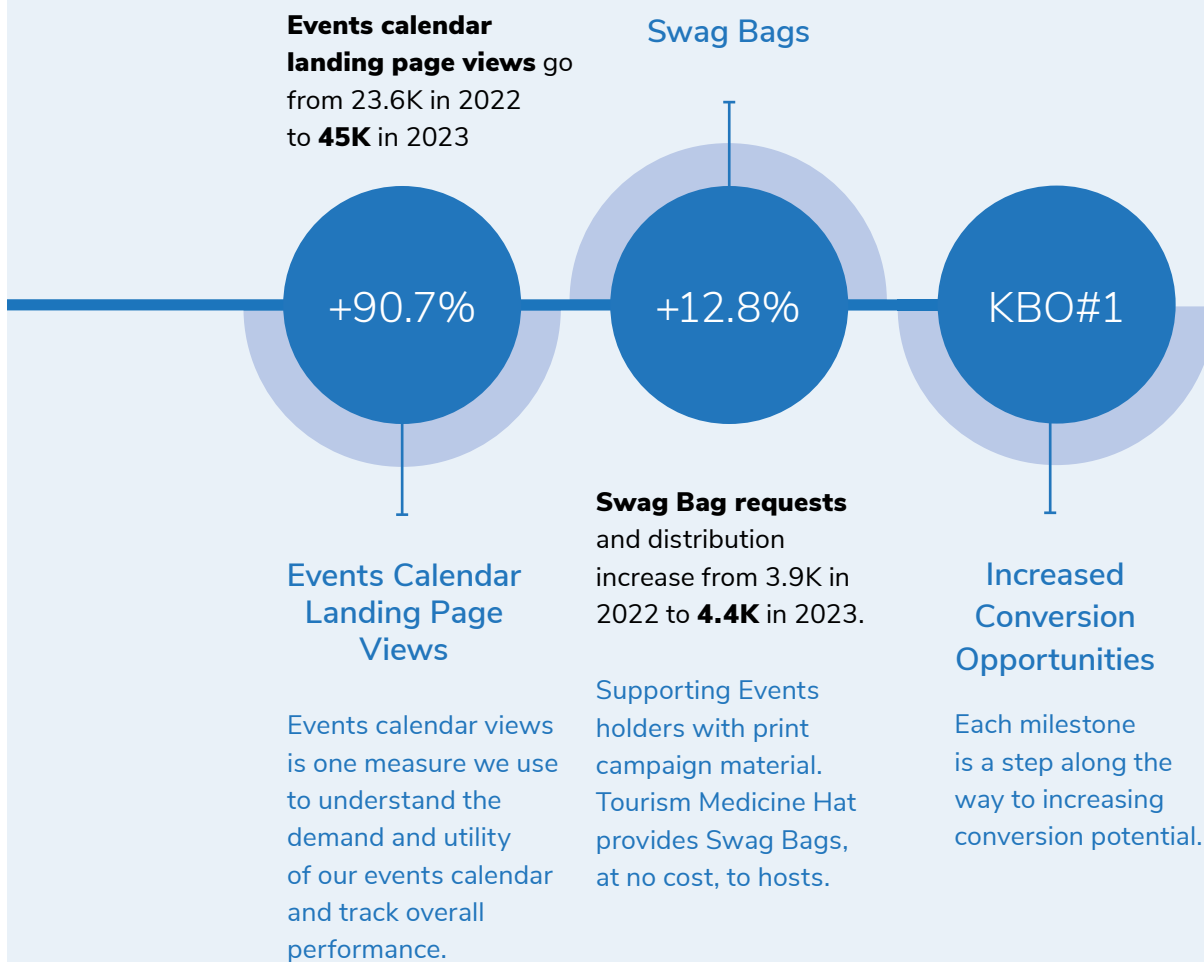 Events calendar
landing page views go
from 23.6K in 2022
to 45K in 2023
+90.7%
Events Calendar
Landing Page
Views
Events calendar views
is one measure we use
to understand the
demand and utility
of our events calendar
and track overall
performance.
Swag Bags
+12.8%
Swag Bag requests
and distribution
increase from 3.9K in
2022 to 4.4K in 2023.
Supporting Events
holders with print
campaign material.
Tourism Medicine Hat
provides Swag Bags,
at no cost, to hosts.
KBO#1
Increased
Conversion
Opportunities
Each milestone
is a step along the
way to increasing
conversion potential.